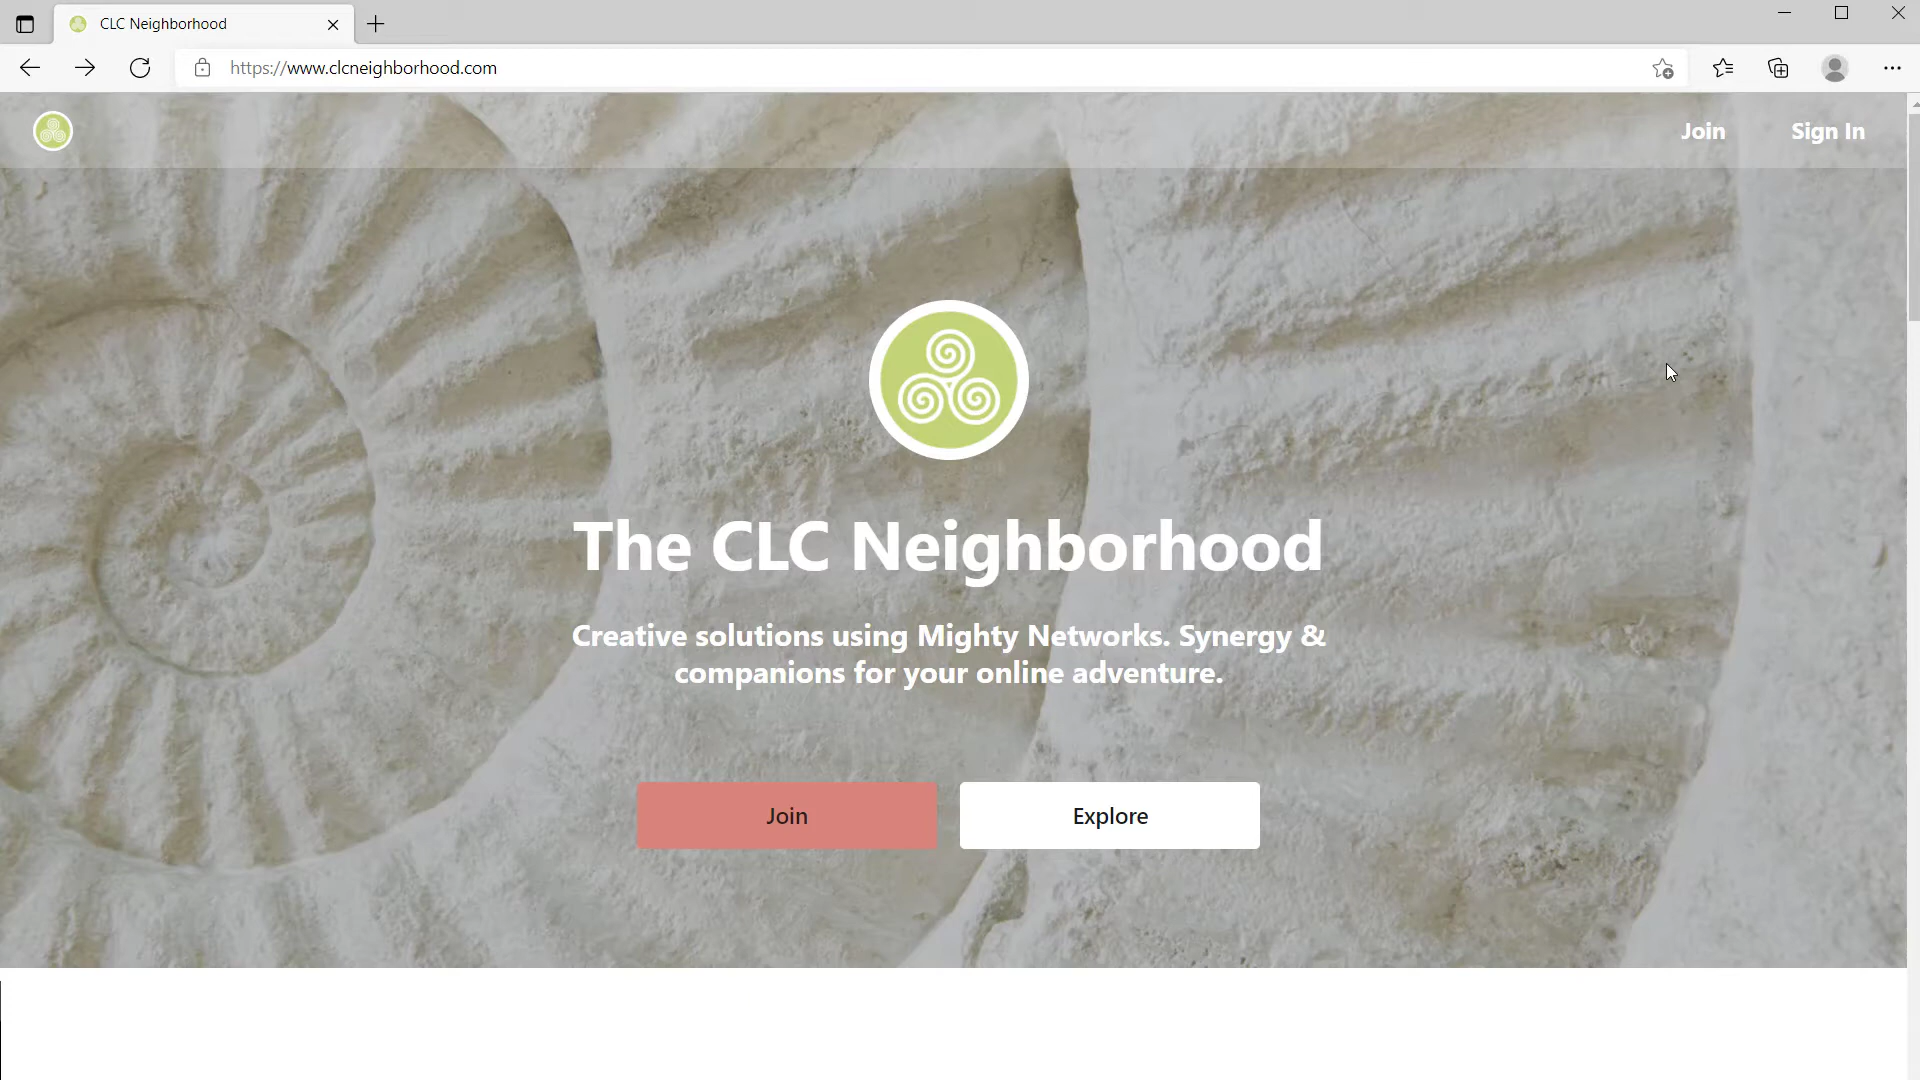 CLC Neighborhood
https://www.clcneighborhood.com
Join
Sign In
The CLC Neighborhood
Creative solutions using Mighty Networks. Synergy &
companions for your online adventure.
Join
Explore